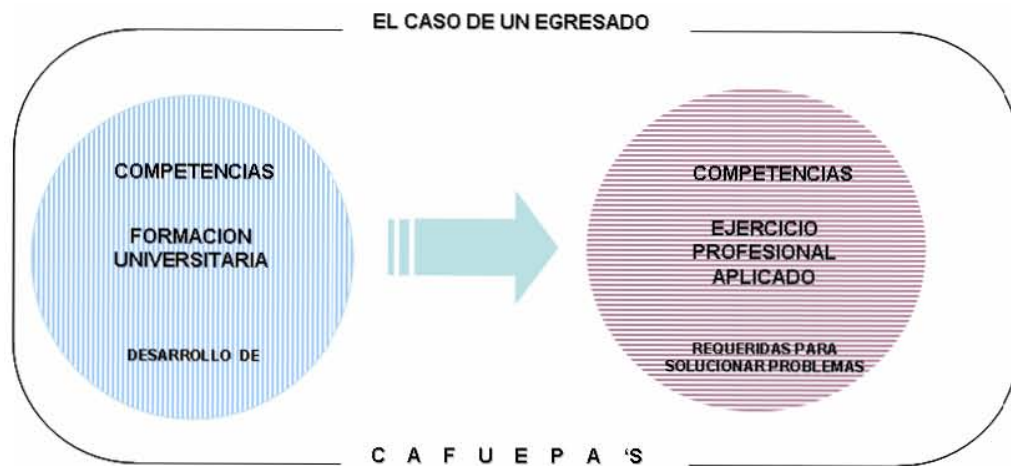 EL CASO DE UN EGRESADO
COMPETENCIAS
FORMACION
UNIVERSITARIA
DESARROLLO DE
COMPETENCIAS
EJERCICIO
PROFESIONAL
APLICADO
REQUERIDAS PARA
SOLUCIONAR PROBLEMAS
C A F U E P A 'S